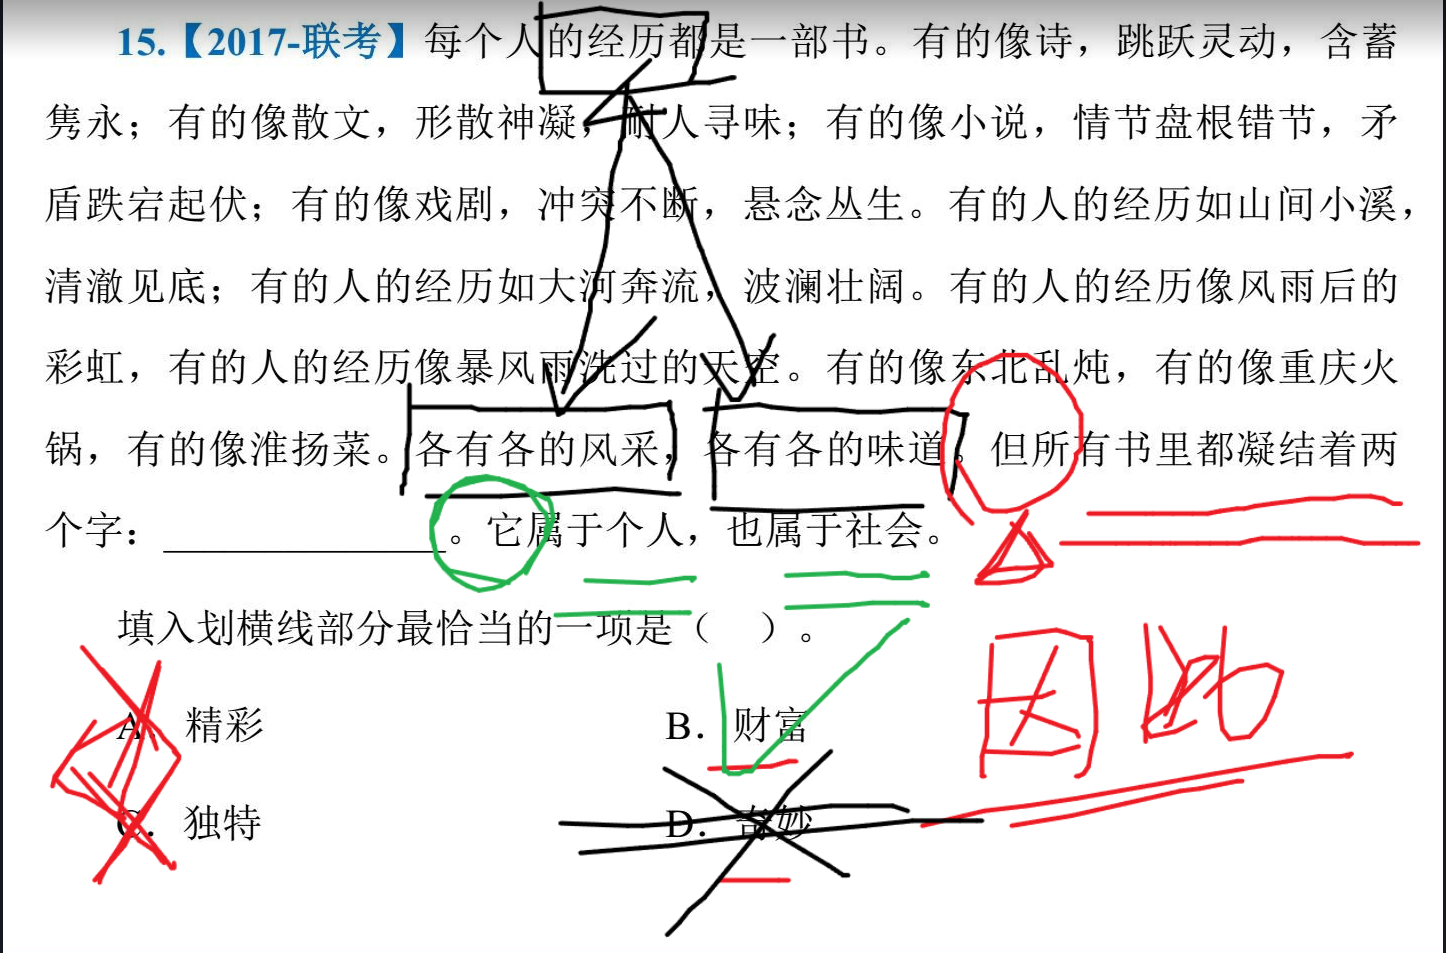 15.【2017-联考】每个人的经历都是一部书。有的像诗，跳跃灵动，含蓄
隽永；有的像散文，形散神凝，耐人寻味；有的像小说，情节盘根错节，矛
盾跌宕起伏；有的像戏剧，冲突不断，悬念丛生。有的人的经历如山间小溪，
清澈见底；有的人的经历如大河奔流，波澜壮阔。有的人的经历像风雨后的
彩虹，有的人的经历像暴风雨洗过的天空。有的像东北乱炖，有的像重庆火
锅，有的像淮扬菜。各有各的风采，各有各的味道。但所有书里都凝结着两
个字：______________。它属于个人，也属于社会。
填入划横线部分最恰当的一项是（ ）。
A. 精彩 B. 财富
C. 独特 D. 奇妙